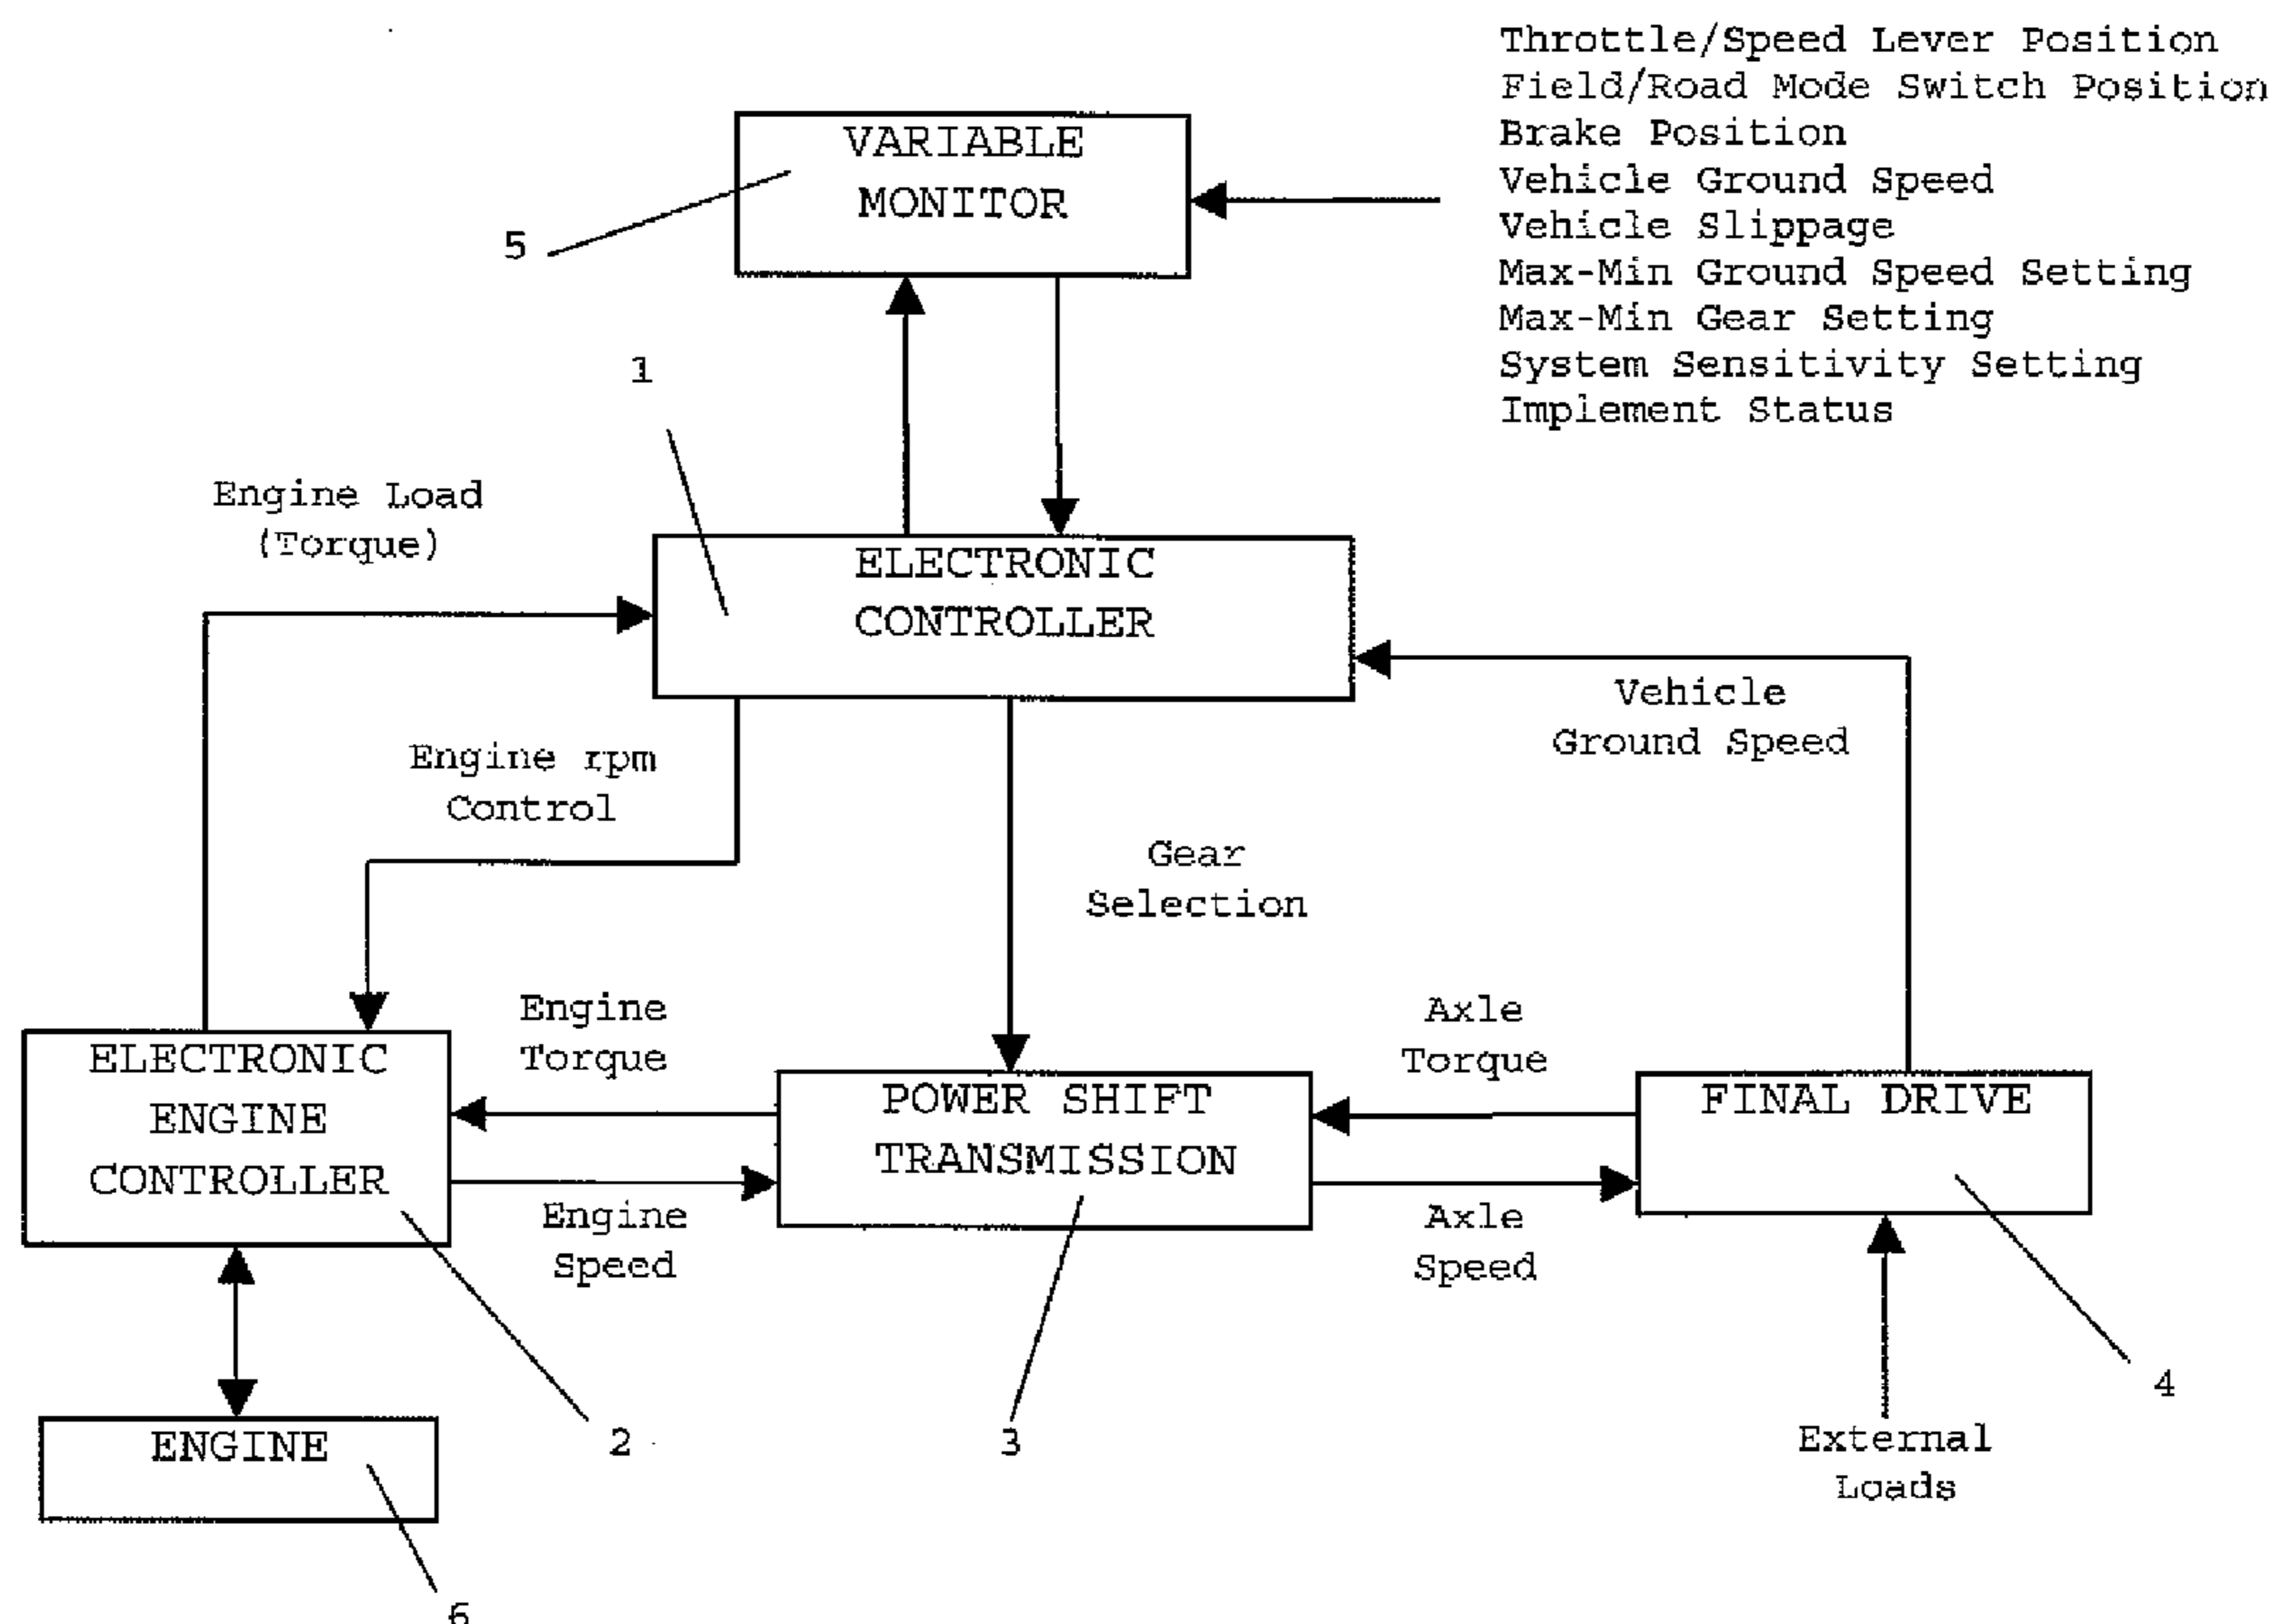 Throttle/Speed Lever Position
Field/Road Mode Switch Position
Brake Position
Vehicle Ground Speed
Vehicle Slippage
Max-Min Ground Speed Setting
Max-Min Gear Setting
System Sensitivity Setting
Implement Status
VARIABLE
MONITOR
5
1
Engine Load
(Torque)
ELECTRONIC
CONTROLLER
Vehicle
Ground Speed
Engine rpm
Control
Gear
Selection
Engine
Torque
Axle
Torque
ELECTRONIC
ENGINE
CONTROLLER
POWER SHIFT
TRANSMISSION
FINAL DRIVE
Engine
Speed
Axle
Speed
4
External
Loads
ENGINE
2
3
6